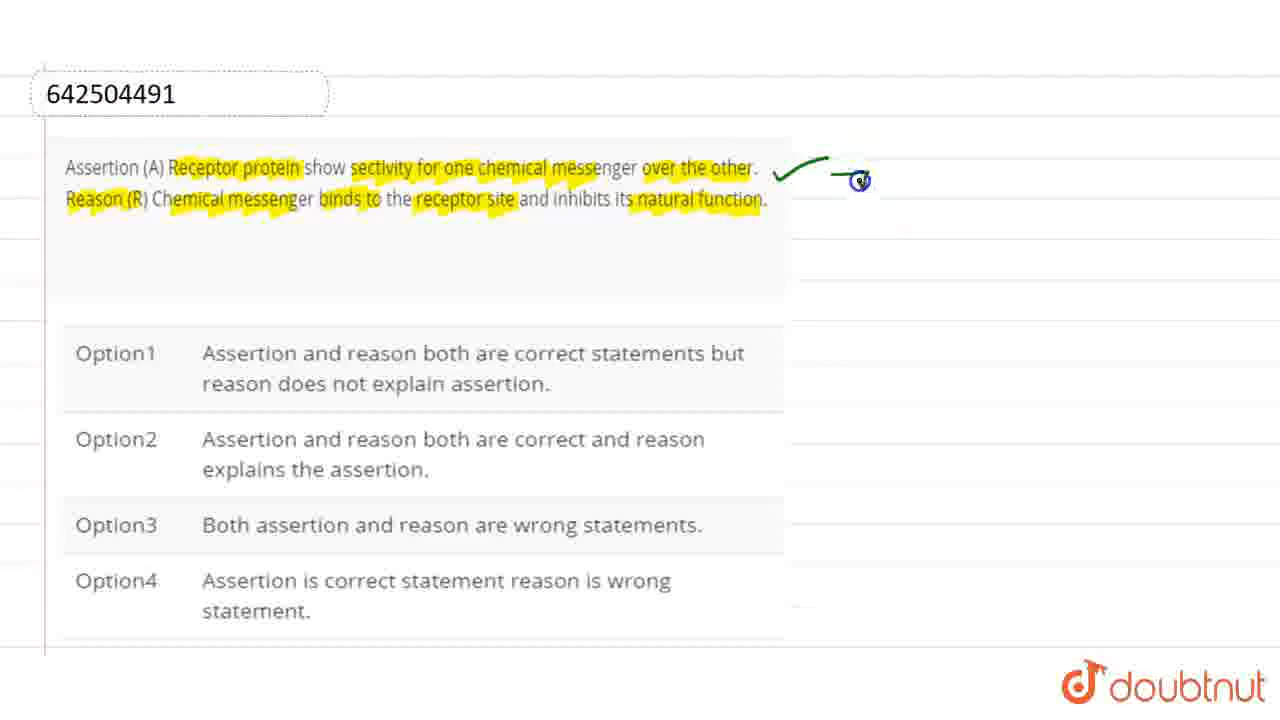 642504491
Assertion (A) Receptor protein show sectivity for one chemical messenger over the other.
Reason (R) Chemical messenger binds to the receptor site and inhibits its natural function.
Option1 Assertion and reason both are correct statements but
reason does not explain assertion.
Option2 Assertion and reason both are correct and reason
explains the assertion.
Option3 Both assertion and reason are wrong statements.
Option4 Assertion is correct statement reason is wrong
statement.
doubtnut